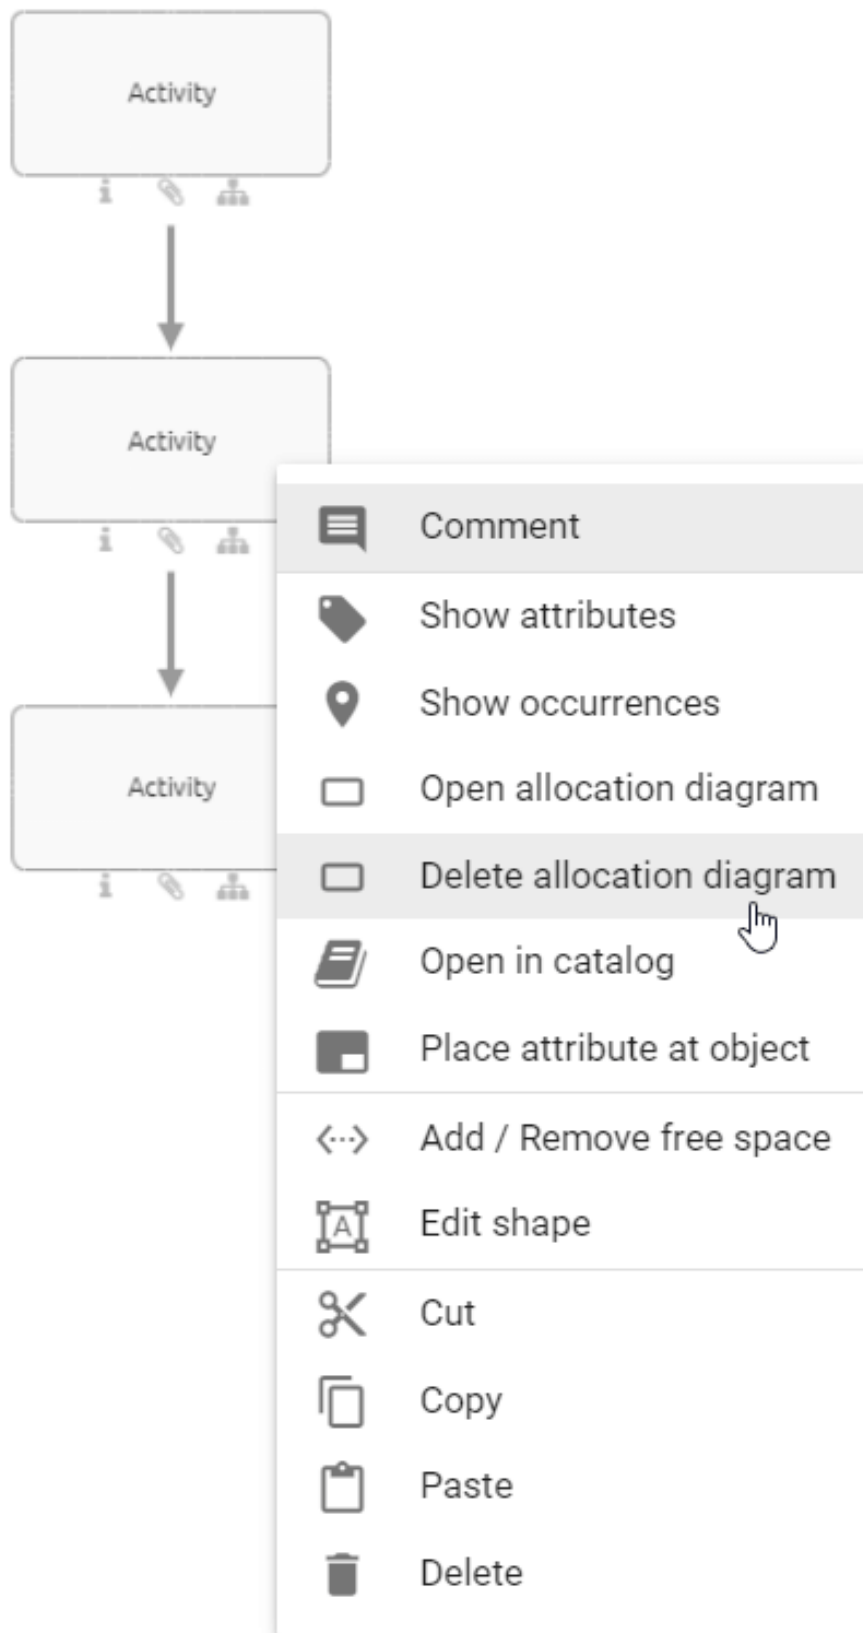 Activity
Activity
Activity
Comment
Show attributes
Show occurrences
Open allocation diagram
Delete allocation diagram
Open in catalog
Place attribute at object
Add / Remove free space
A
Edit shape
Cut
Copy
Paste
Delete